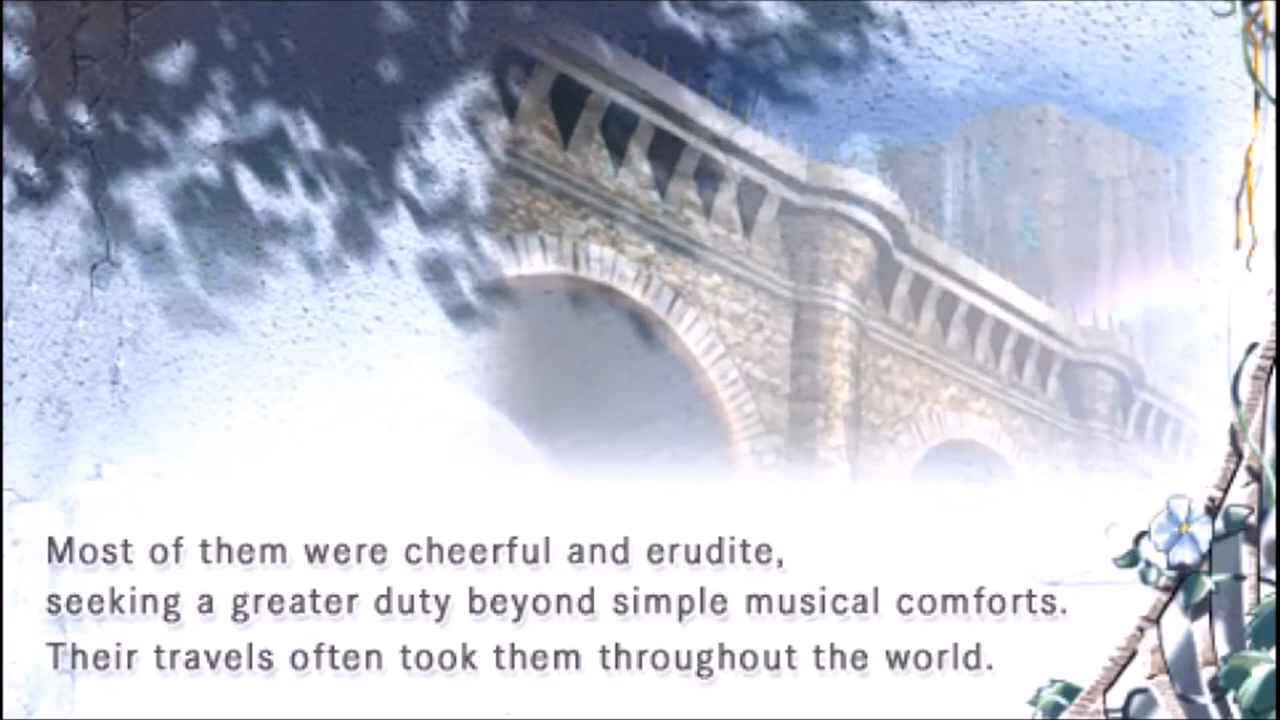 Most of them were cheerful and erudite,
seeking a greater duty beyond simple musical comforts.
Their travels often took them throughout the world.